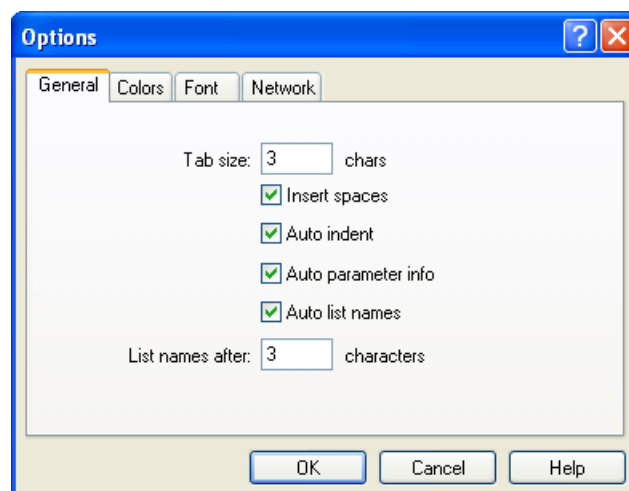 Options
General Colors Font Network
Tab size: 3 chars
Insert spaces
Auto indent
Auto parameter info
Auto list names
List names after: 3 characters
OK Cancel Help